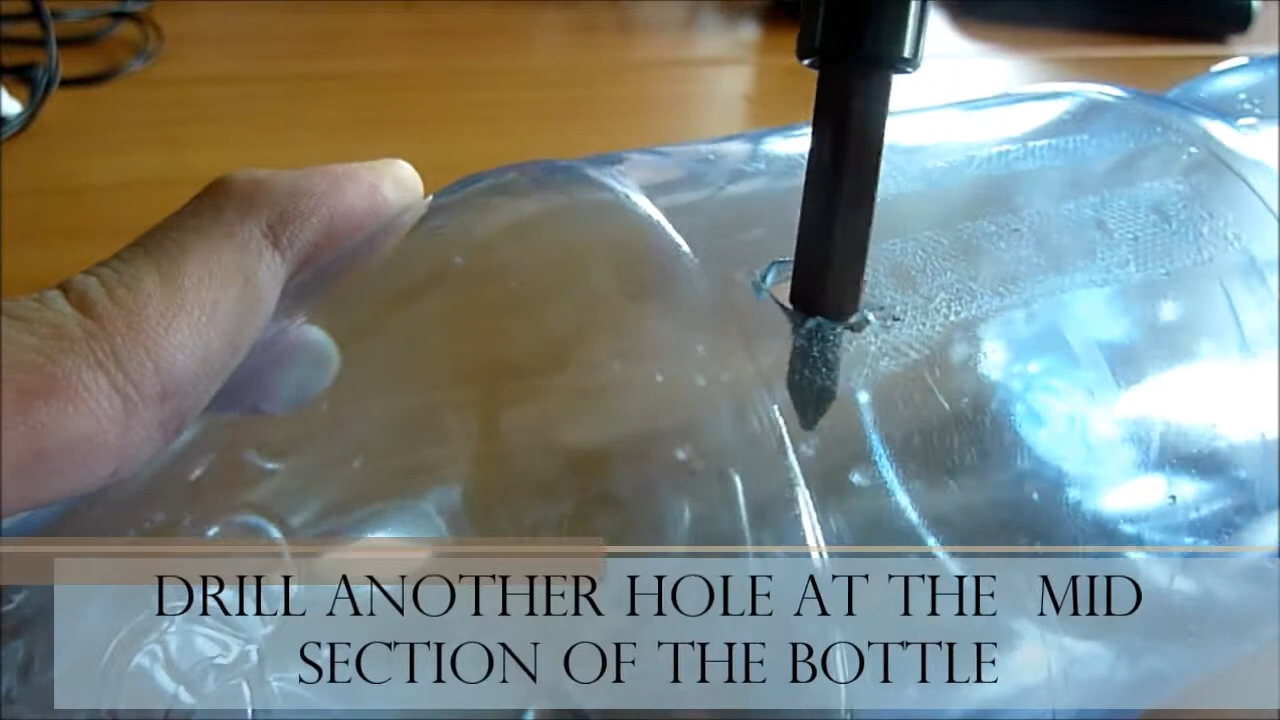 DRILL ANOTHER HOLE AT THE MID
SECTION OF THE BOTTLE